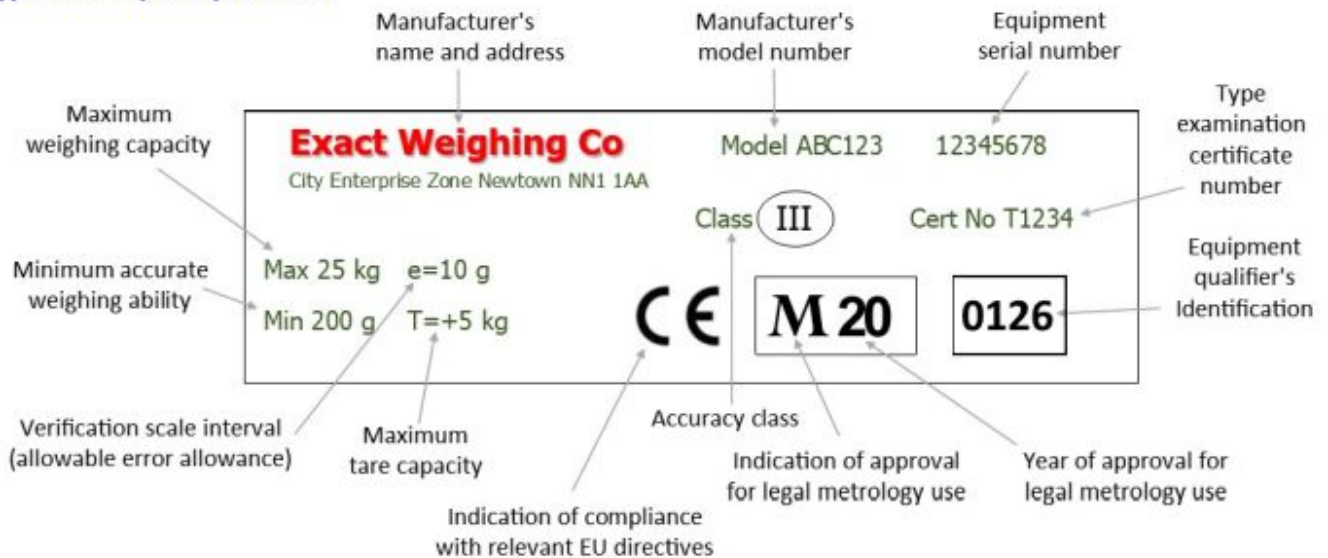 Manufacturer's
name and address
Manufacturer's
model number
Equipment
serial number
Maximum
weighing capacity
Type
examination
certificate
number
Exact Weighing Co
Model ABC123
12345678
City Enterprise Zone Newtown NN1 1AA
Class III
Cert No T1234
Minimum accurate
weighing ability
Max 25 kg e=10 g
Min 200 g T=+5 kg
CE
M 20
0126
Equipment
qualifier's
Identification
Verification scale interval
(allowable error allowance)
Maximum
tare capacity
Accuracy class
Indication of approval
for legal metrology use
Year of approval for
legal metrology use
Indication of compliance
with relevant EU directives